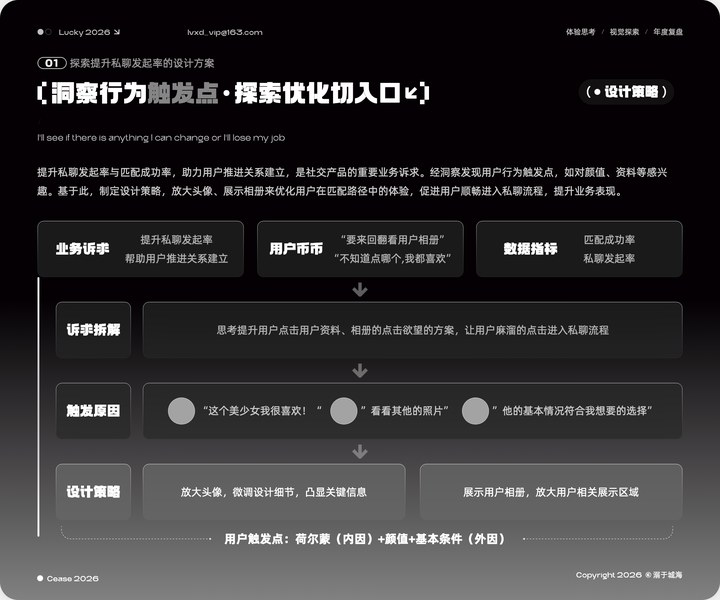 Lucky 2026
lvxd_vip@163.com
体验思考 / 视觉探索 / 年度复盘
01 探索提升私聊发起率的设计方案
洞察行为触发点·探索优化切入口
(• 设计策略 )
I'll see if there is anything I can change or I'll lose my job
提升私聊发起率与匹配成功率，助力用户推进关系建立，是社交产品的重要业务诉求。经洞察发现用户行为触发点，如对颜值、资料等感兴
趣。基于此，制定设计策略，放大头像、展示相册来优化用户在匹配路径中的体验，促进用户顺畅进入私聊流程，提升业务表现。
业务诉求
提升私聊发起率
帮助用户推进关系建立
用户币币
“要来回翻看用户相册”
“不知道点哪个,我都喜欢”
数据指标
匹配成功率
私聊发起率
诉求拆解
思考提升用户点击用户资料、相册的点击欲望的方案，让用户麻溜的点击进入私聊流程
触发原因
“这个美少女我很喜欢！ “
”看看其他的照片”
“ 他的基本情况符合我想要的选择”
设计策略
放大头像，微调设计细节，凸显关键信息
展示用户相册，放大用户相关展示区域
用户触发点：荷尔蒙（内因）+颜值+基本条件（外因）
Cease 2026
Copyright 2026 ©溺于城海